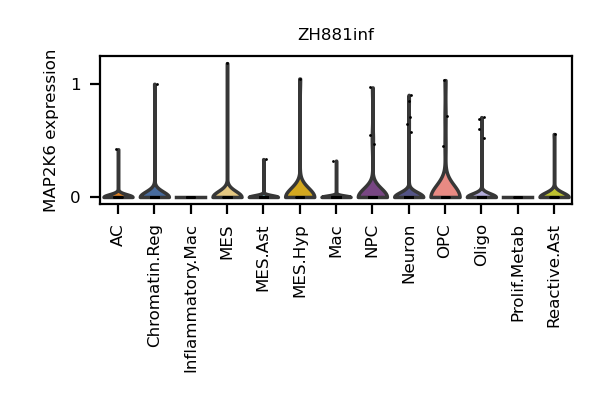 ZH881inf
MAP2K6 expression
1
0
AC
Chromatin.Reg
Inflammatory.Mac
MES
MES.Ast
MES.Hyp
Mac
NPC
Neuron
OPC
Oligo
Prolif.Metab
Reactive.Ast